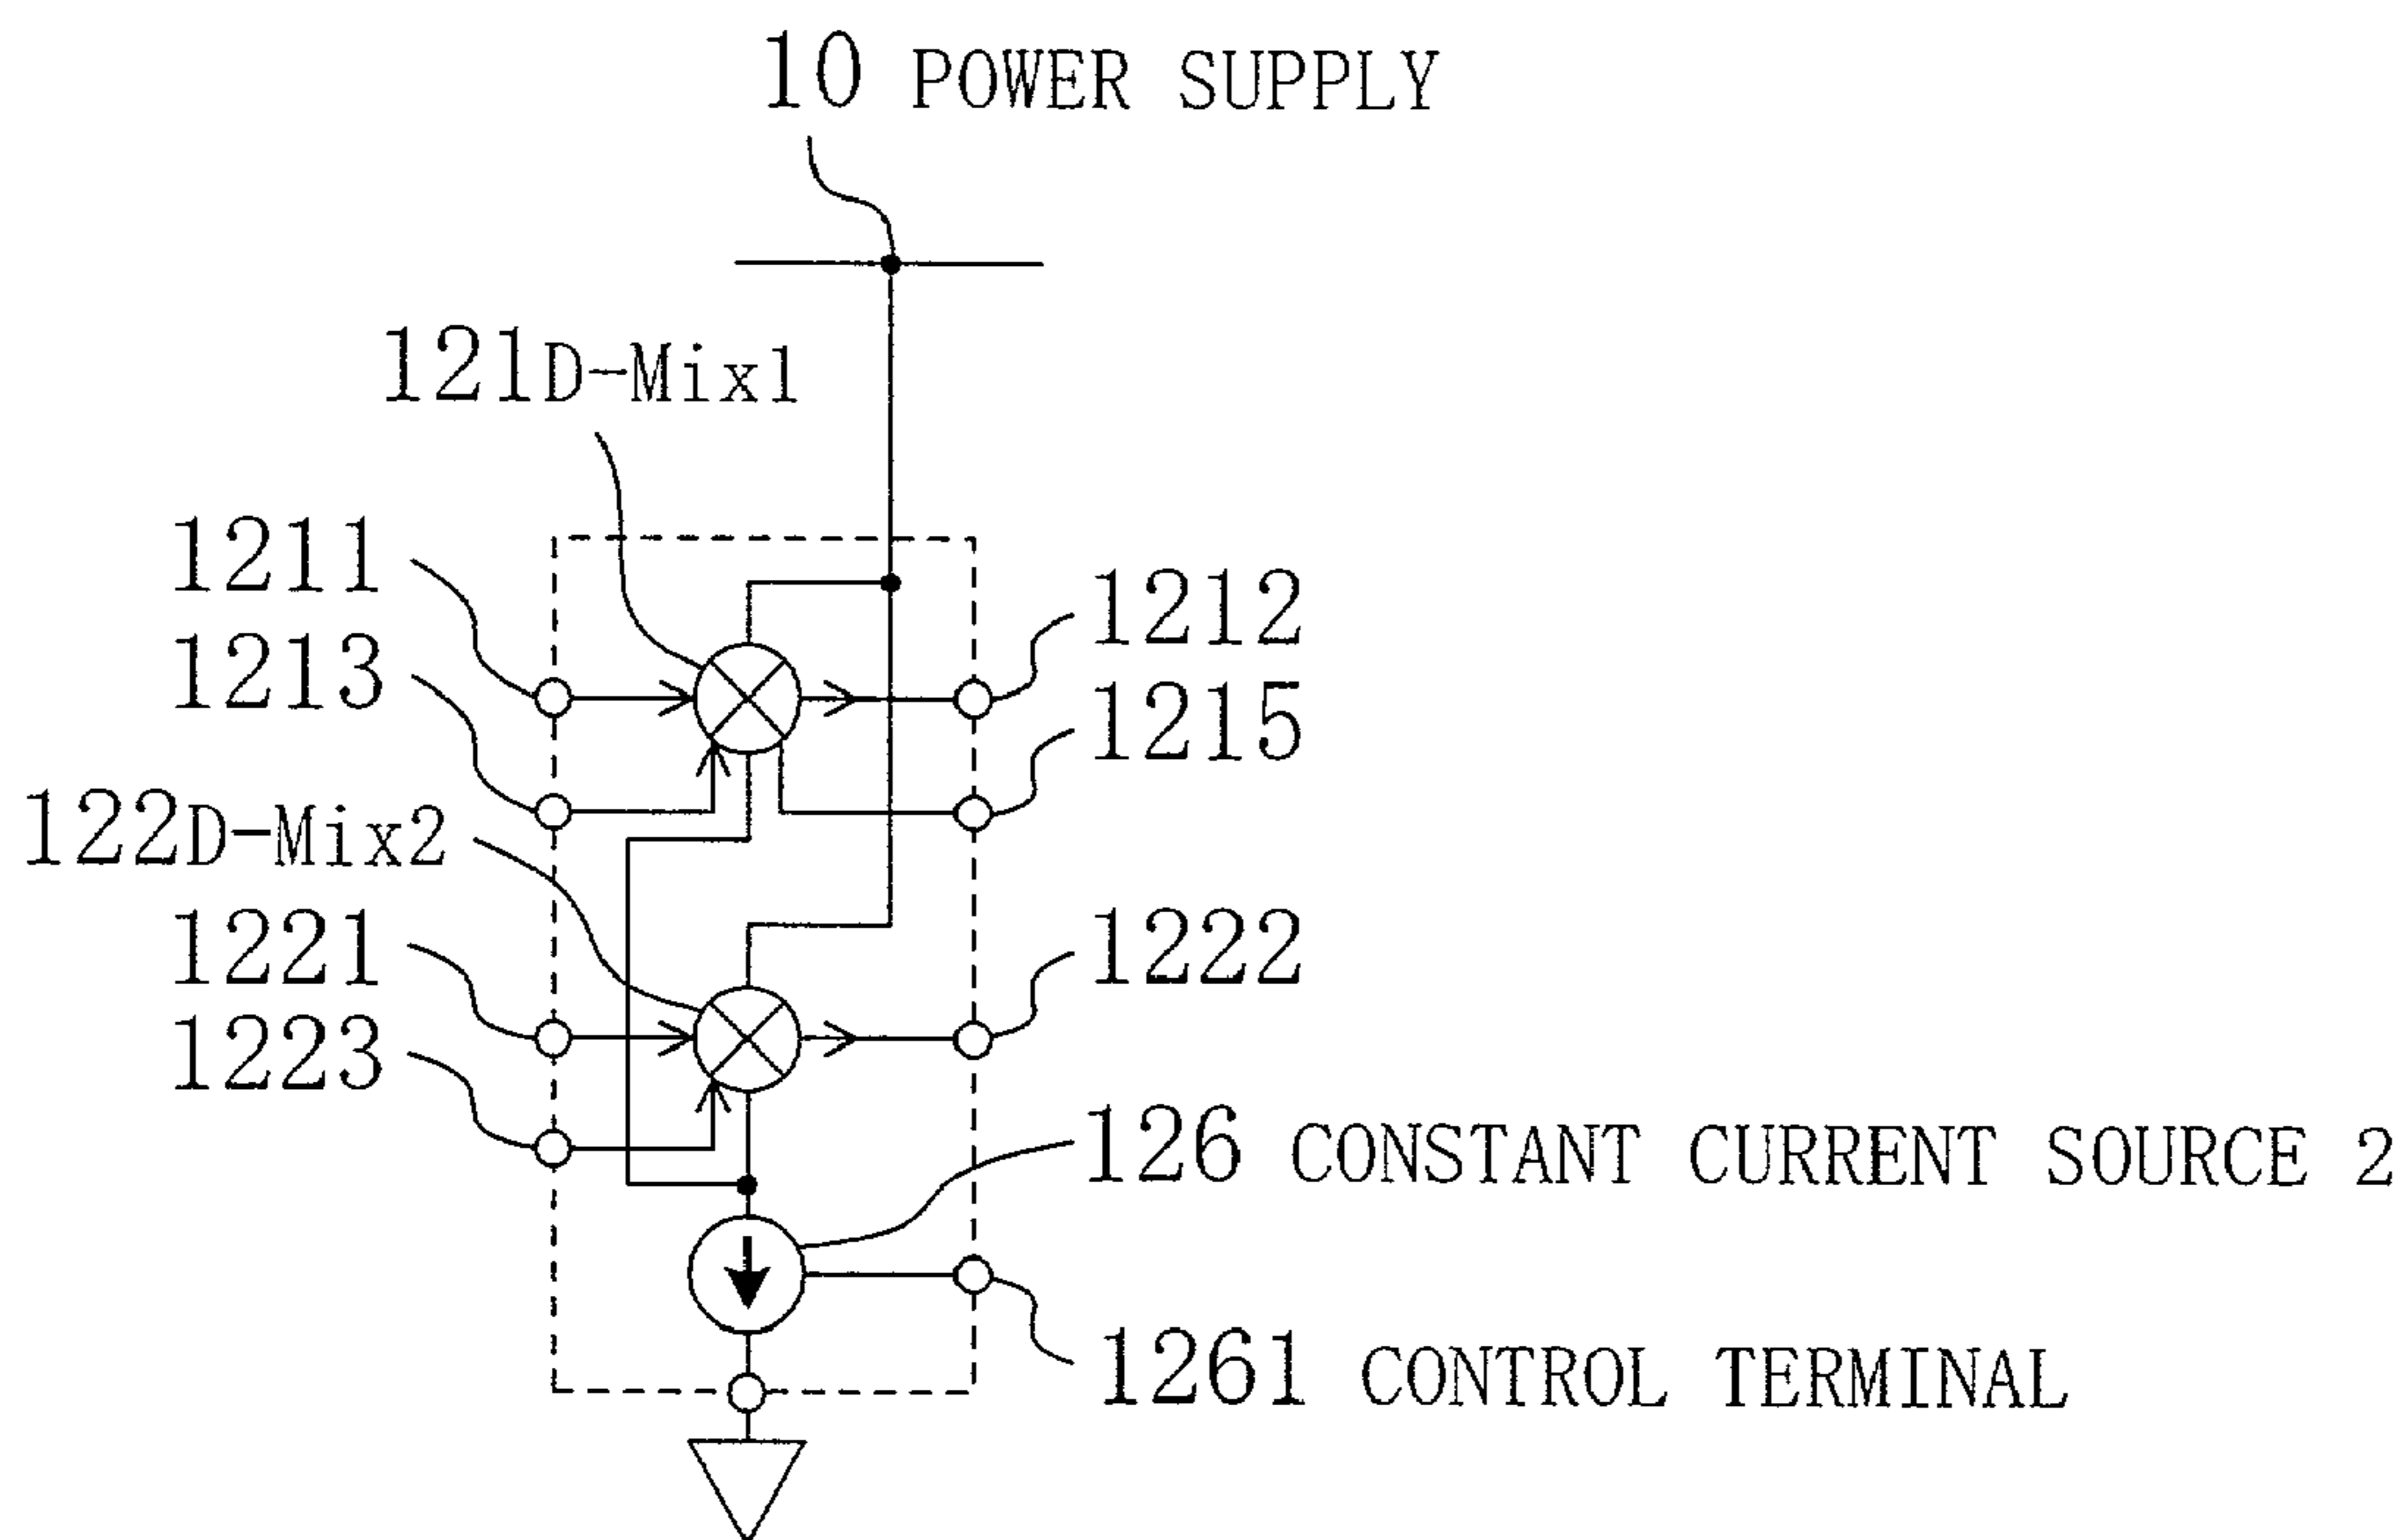 10 POWER SUPPLY
121D-Mix1
1211
1213
1212
1215
122D-Mix2
1221
1223
1222
126 CONSTANT CURRENT SOURCE 2
1261 CONTROL TERMINAL